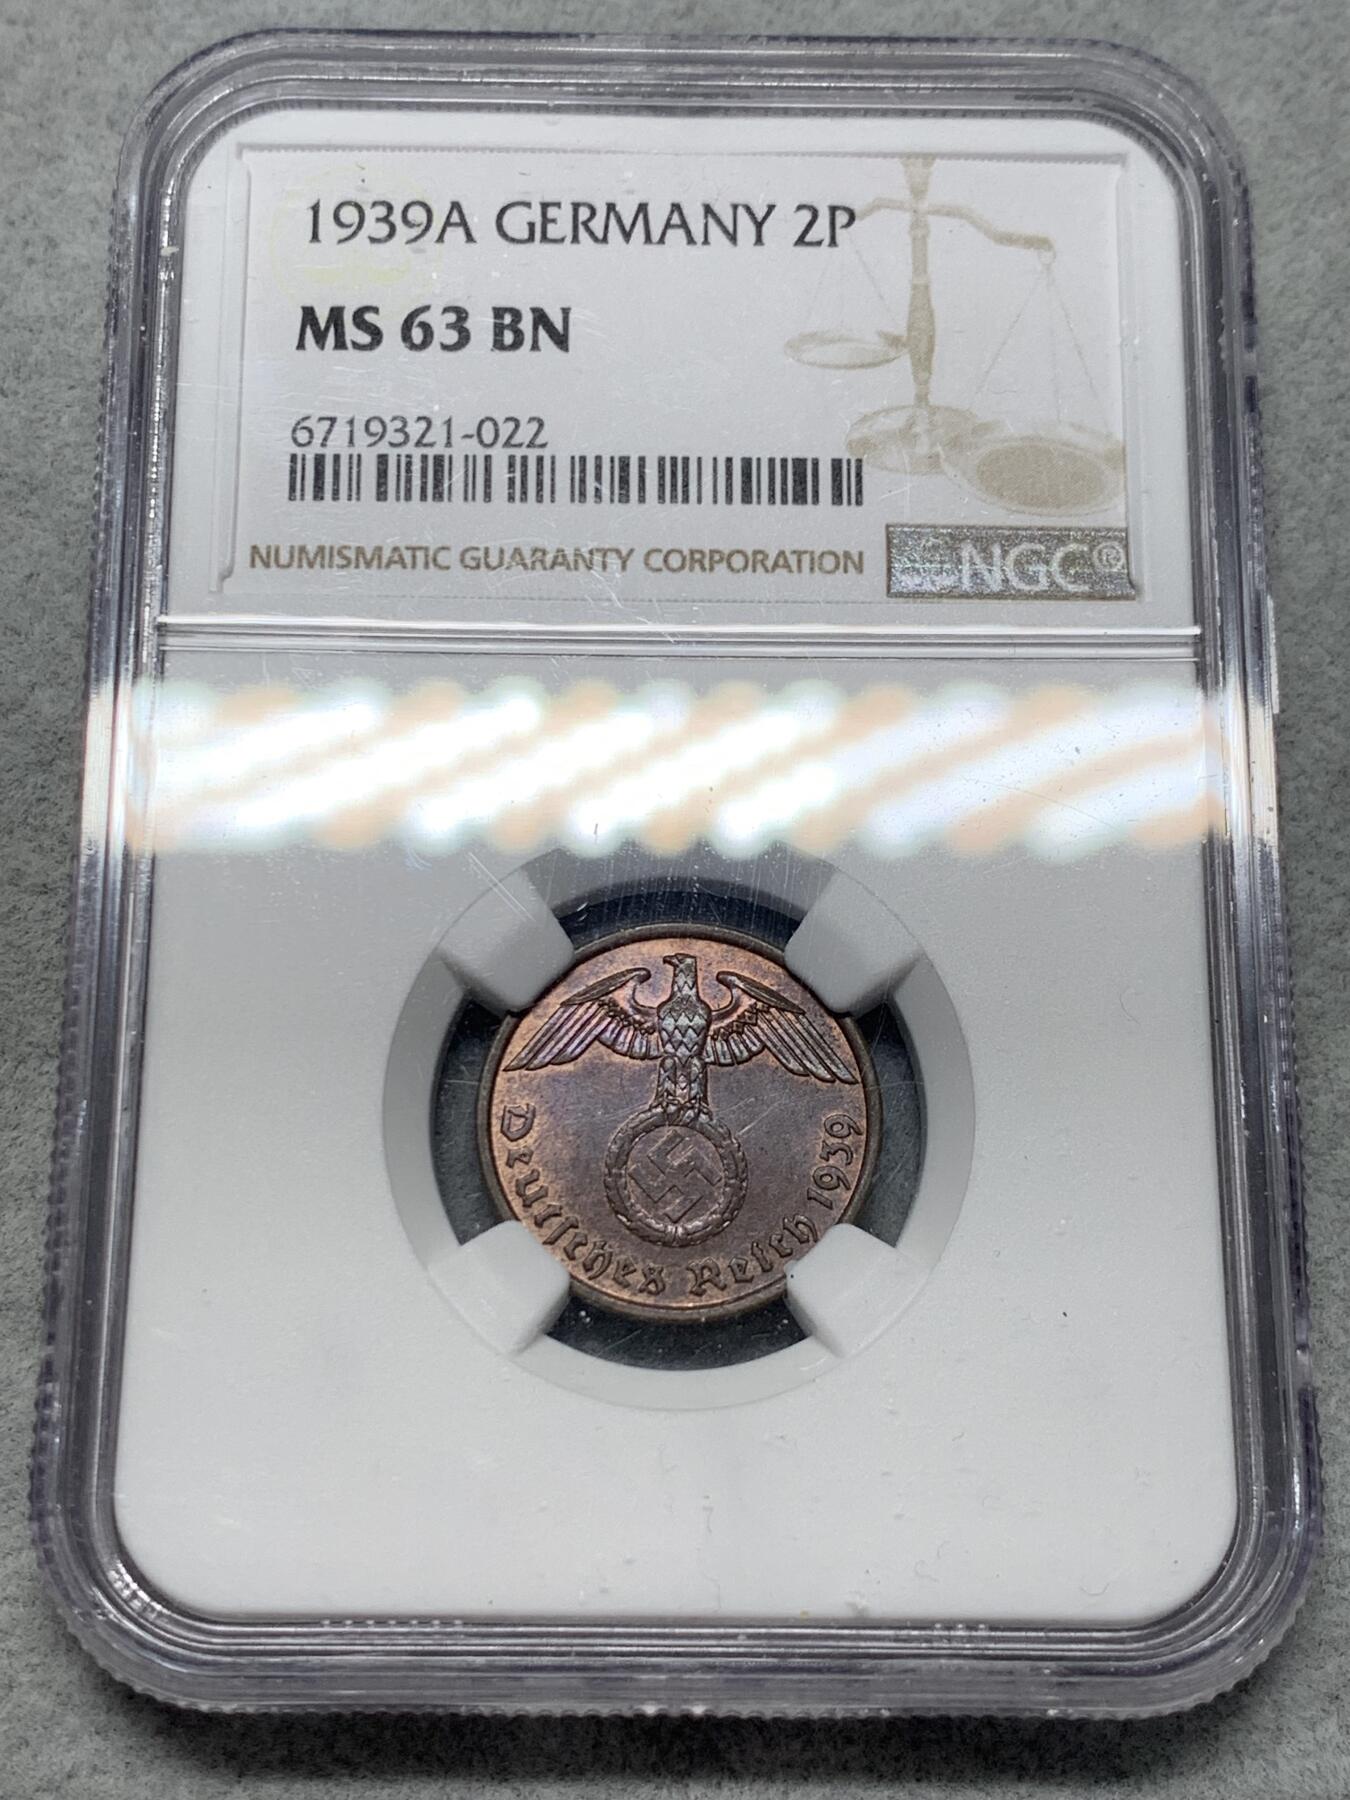 1939A GERMANY 2P
MS 63 BN
6719321-022
NUMISMATIC GUARANTY CORPORATION
NGC®
Deutſches Reich 1939